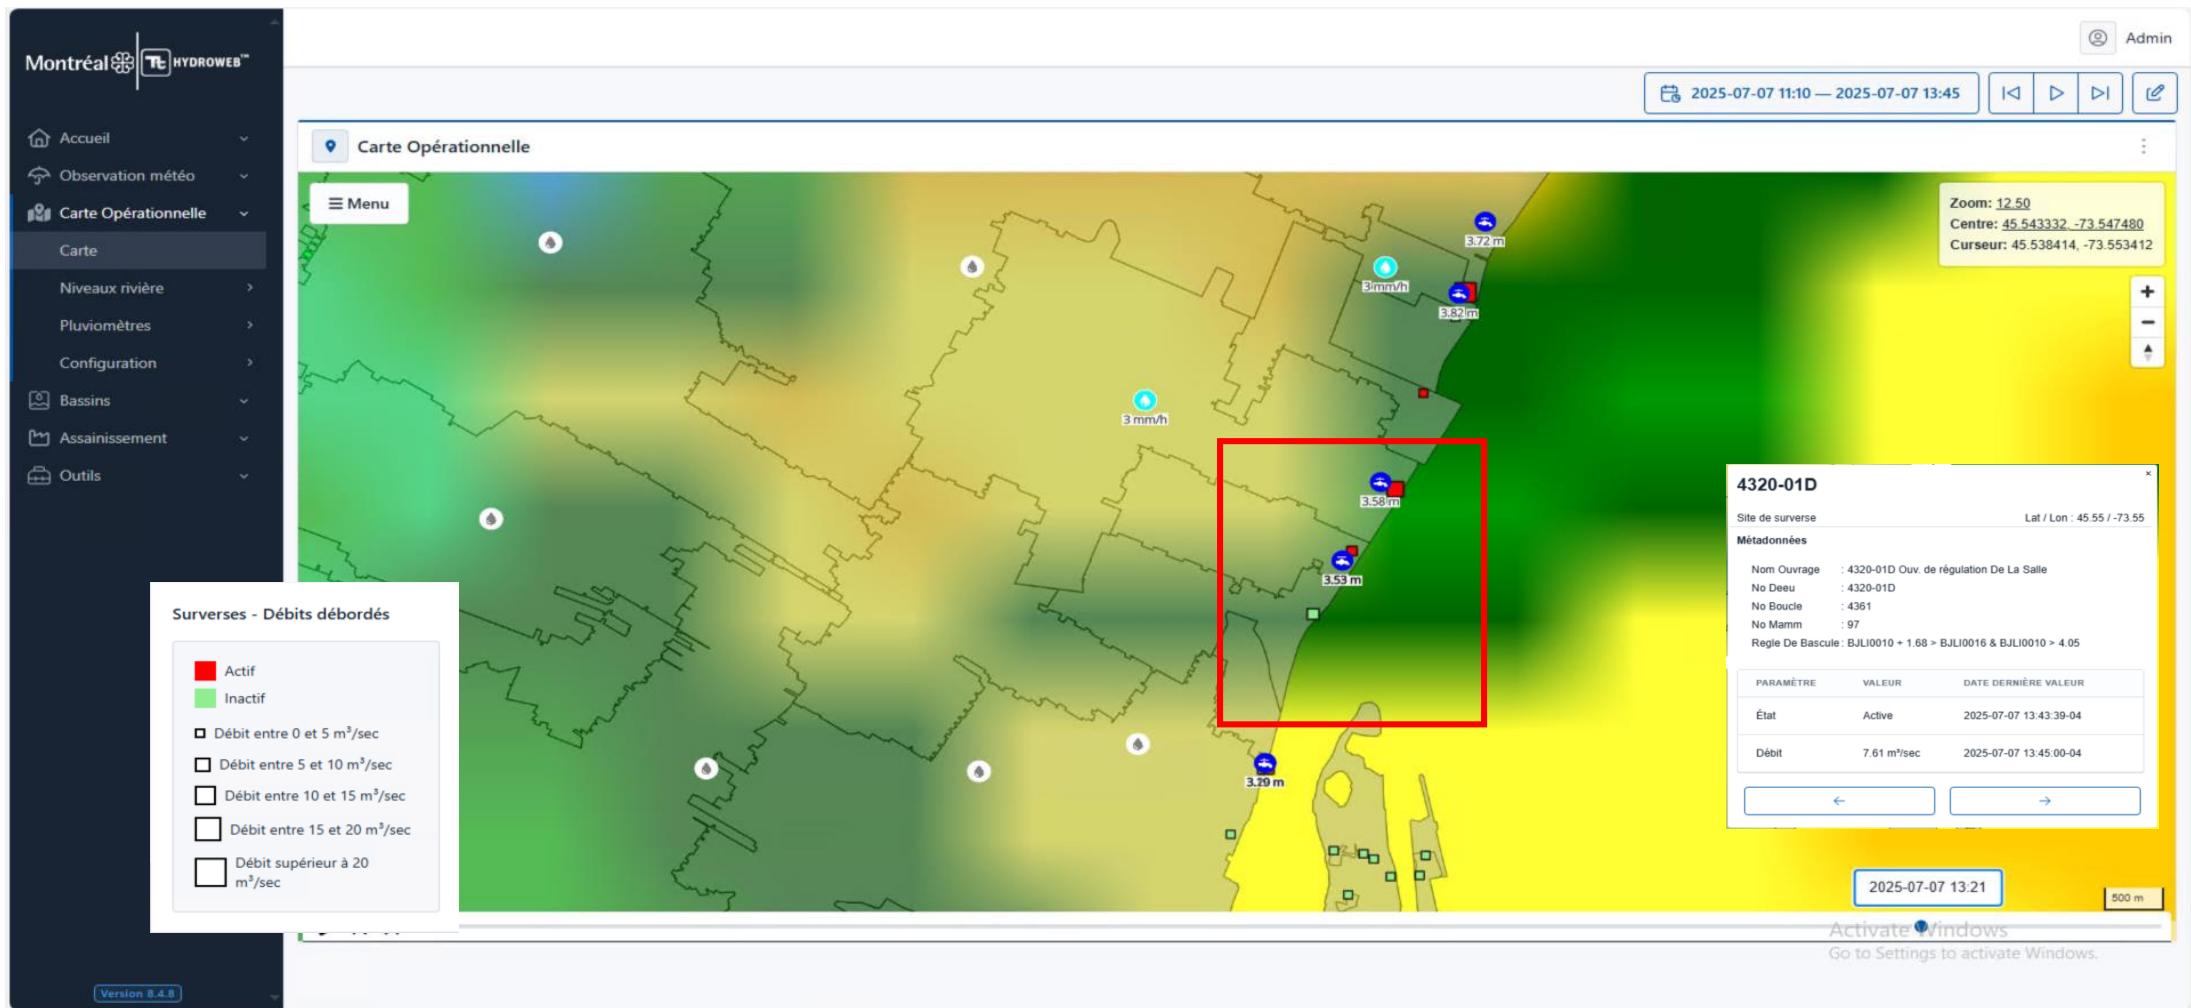 Montréal Tt HYDROWEB™
Admin
2025-07-07 11:10 — 2025-07-07 13:45
Accueil
Observation météo
Carte Opérationnelle
Carte
Niveaux rivière
Pluviomètres
Configuration
Bassins
Assainissement
Outils
Version 8.4.8
Carte Opérationnelle
Menu
Zoom: 12.50
Centre: 45.543332, -73.547480
Curseur: 45.538414, -73.553412
3.72 m
3 mm/h
3.82 m
3 mm/h
3.58 m
3.53 m
3.29 m
4320-01D
Site de surverse Lat / Lon : 45.55 / -73.55
Métadonnées
Nom Ouvrage : 4320-01D Ouv. de régulation De La Salle
No Deeu : 4320-01D
No Boucle : 4361
No Mamm : 97
Regle De Bascule : BJLI0010 + 1.68 > BJLI0016 & BJLI0010 > 4.05
PARAMÈTRE VALEUR DATE DERNIÈRE VALEUR
État Active 2025-07-07 13:43:39-04
Débit 7.61 m³/sec 2025-07-07 13:45:00-04
Surverses - Débits débordés
Actif
Inactif
Débit entre 0 et 5 m³/sec
Débit entre 5 et 10 m³/sec
Débit entre 10 et 15 m³/sec
Débit entre 15 et 20 m³/sec
Débit supérieur à 20
m³/sec
2025-07-07 13:21
500 m
Activate Windows
Go to Settings to activate Windows.